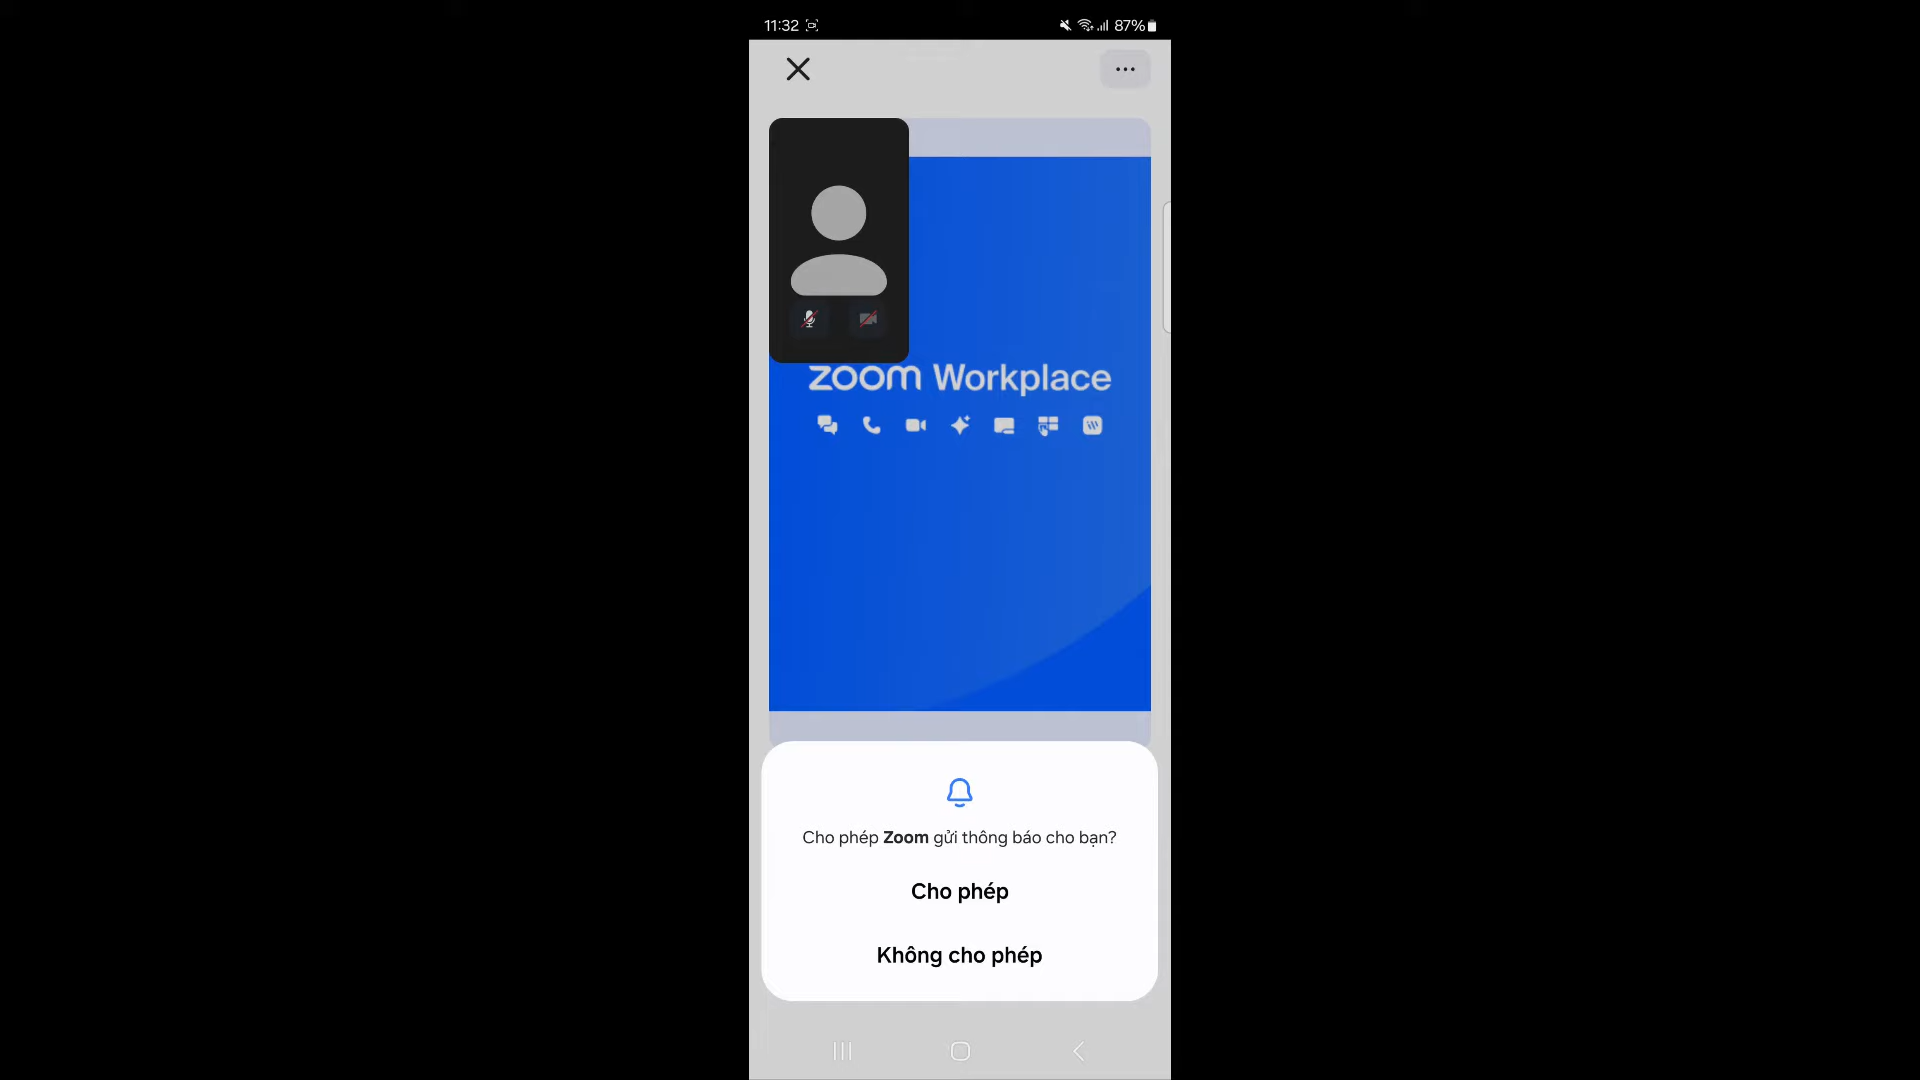 11:32
87%
zoom Workplace
Cho phép Zoom gửi thông báo cho bạn?
Cho phép
Không cho phép